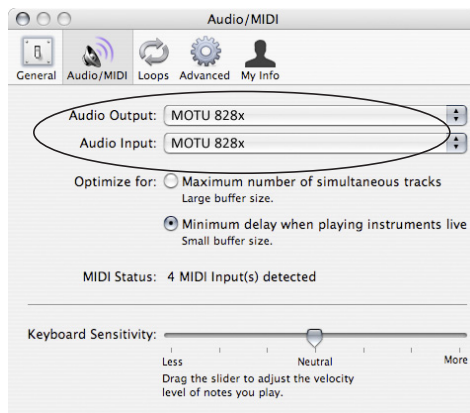 Audio/MIDI
General Audio/MIDI Loops Advanced My Info
Audio Output: MOTU 828x
Audio Input: MOTU 828x
Optimize for: Maximum number of simultaneous tracks
Large buffer size.
Minimum delay when playing instruments live
Small buffer size.
MIDI Status: 4 MIDI Input(s) detected
Keyboard Sensitivity:
Less Neutral More
Drag the slider to adjust the velocity
level of notes you play.